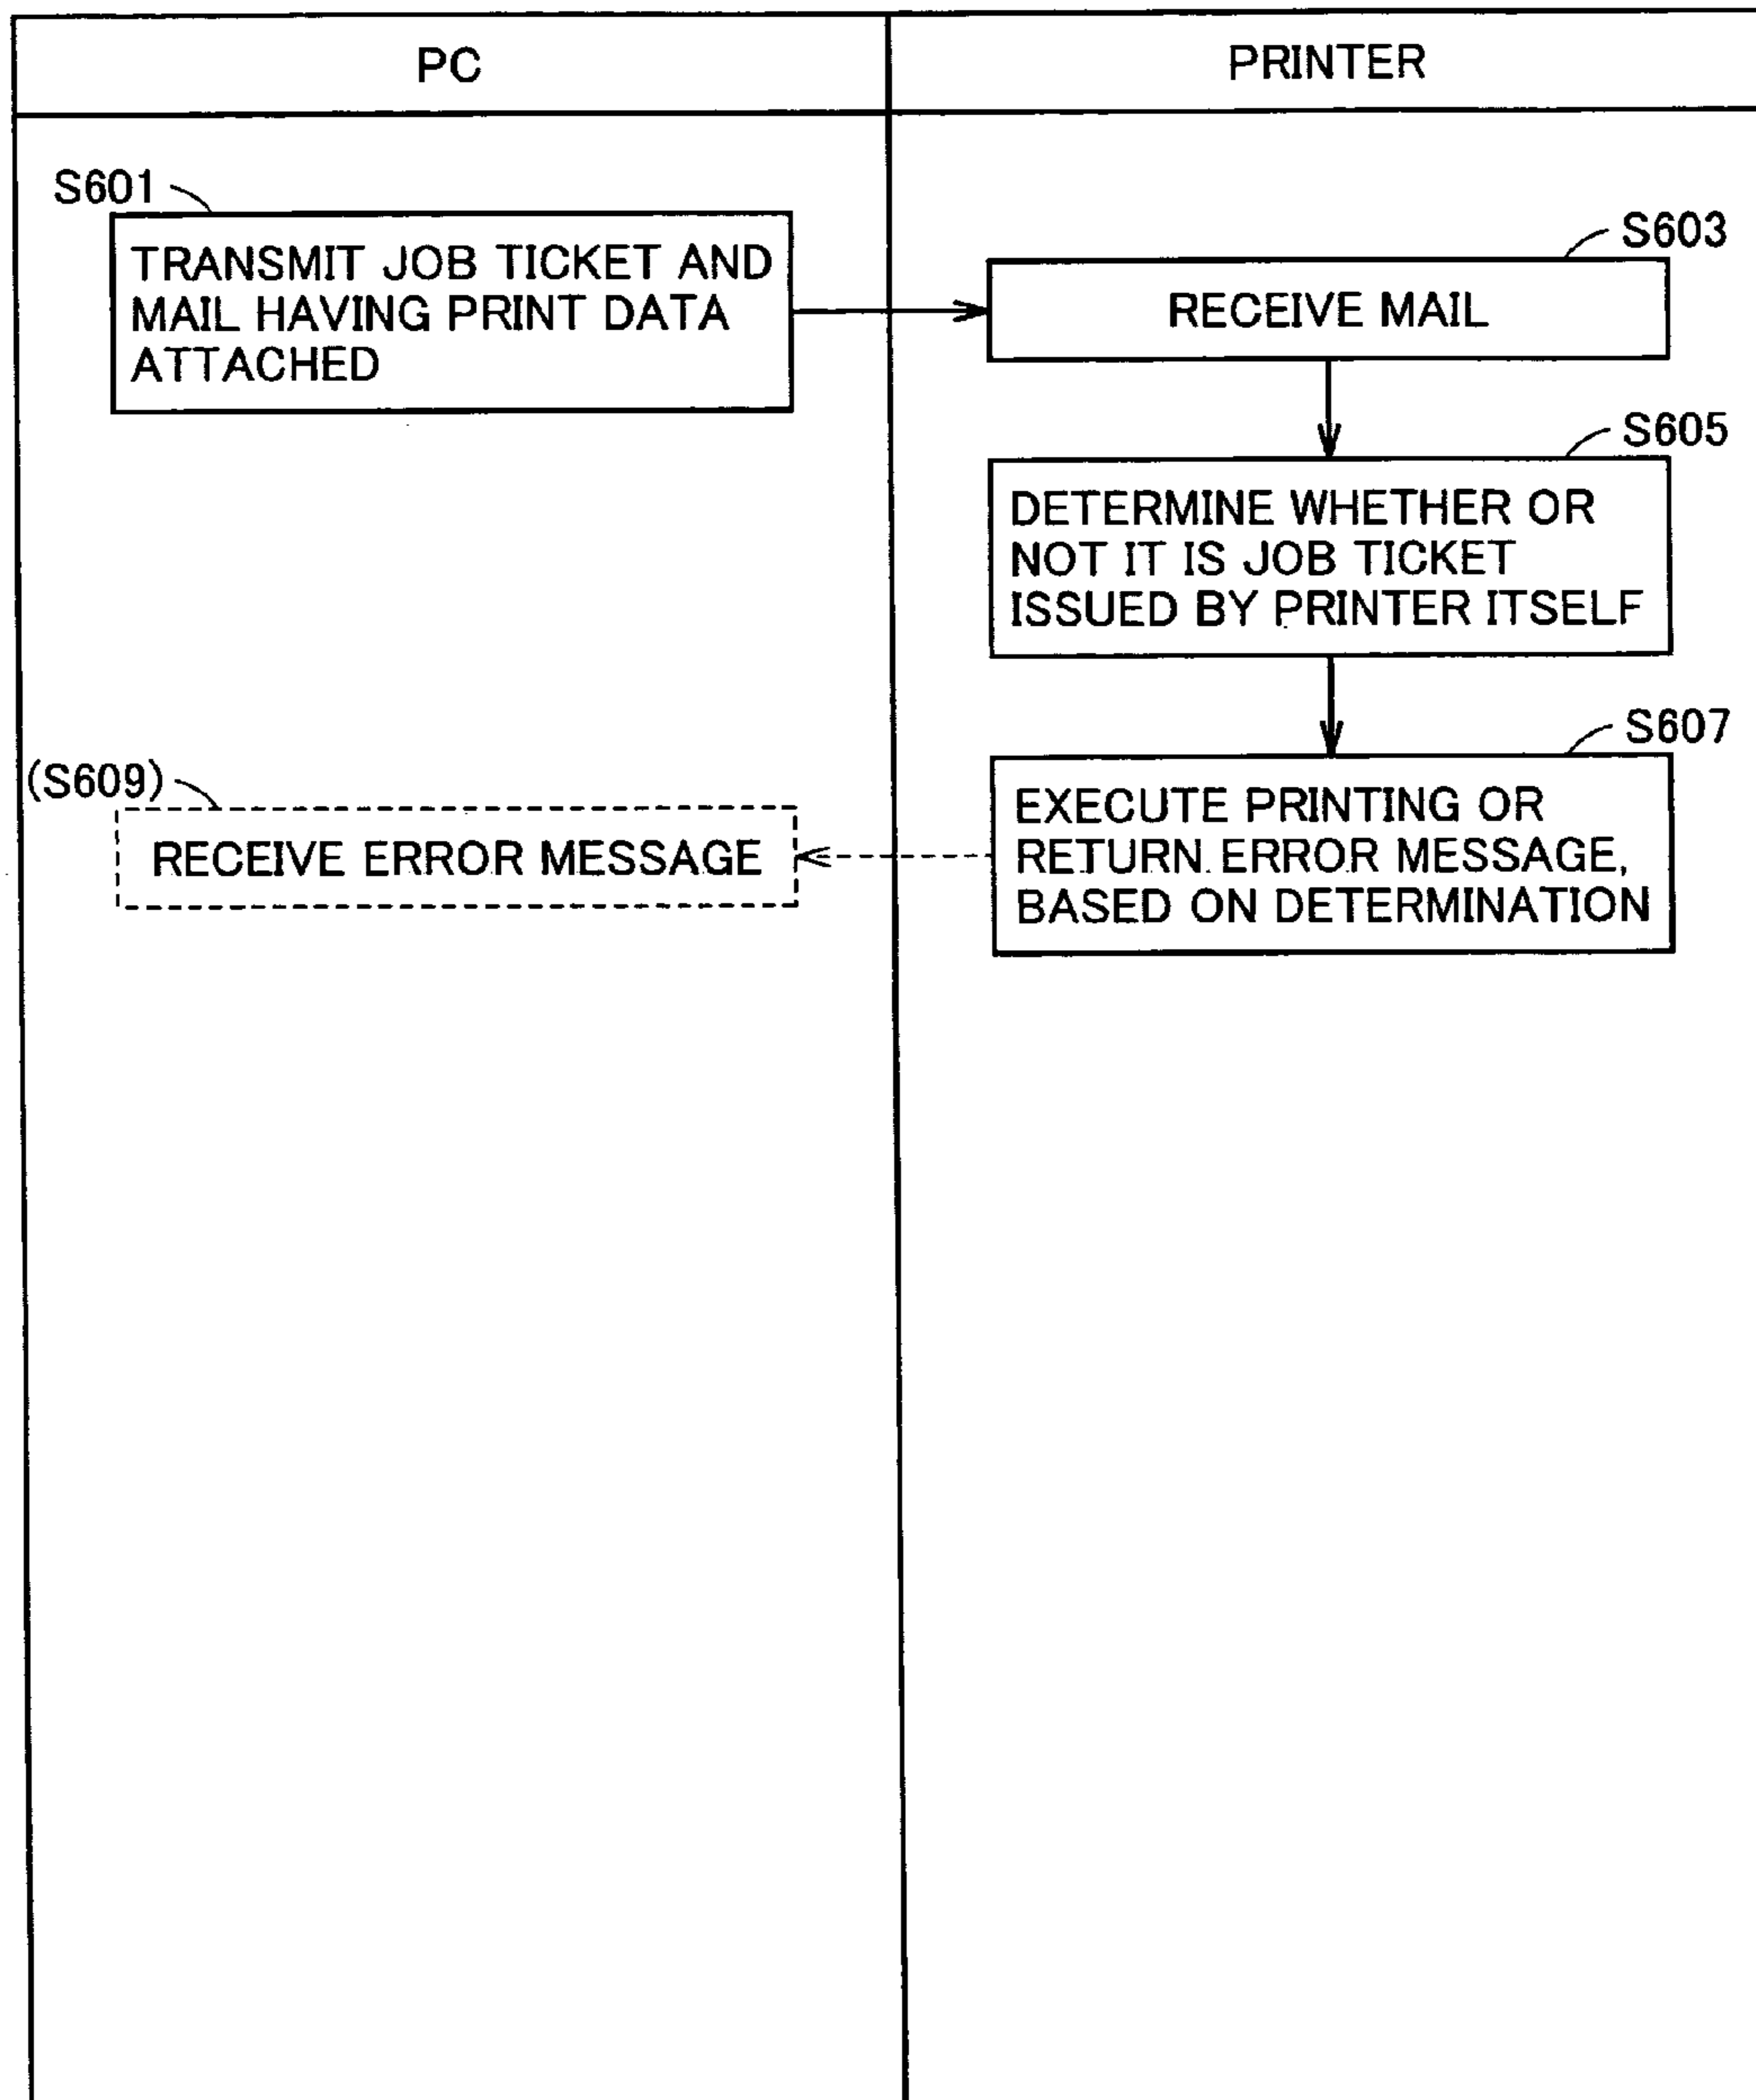 PC
PRINTER
S601
TRANSMIT JOB TICKET AND
MAIL HAVING PRINT DATA
ATTACHED
S603
RECEIVE MAIL
S605
DETERMINE WHETHER OR
NOT IT IS JOB TICKET
ISSUED BY PRINTER ITSELF
S607
EXECUTE PRINTING OR
RETURN ERROR MESSAGE,
BASED ON DETERMINATION
(S609)
RECEIVE ERROR MESSAGE